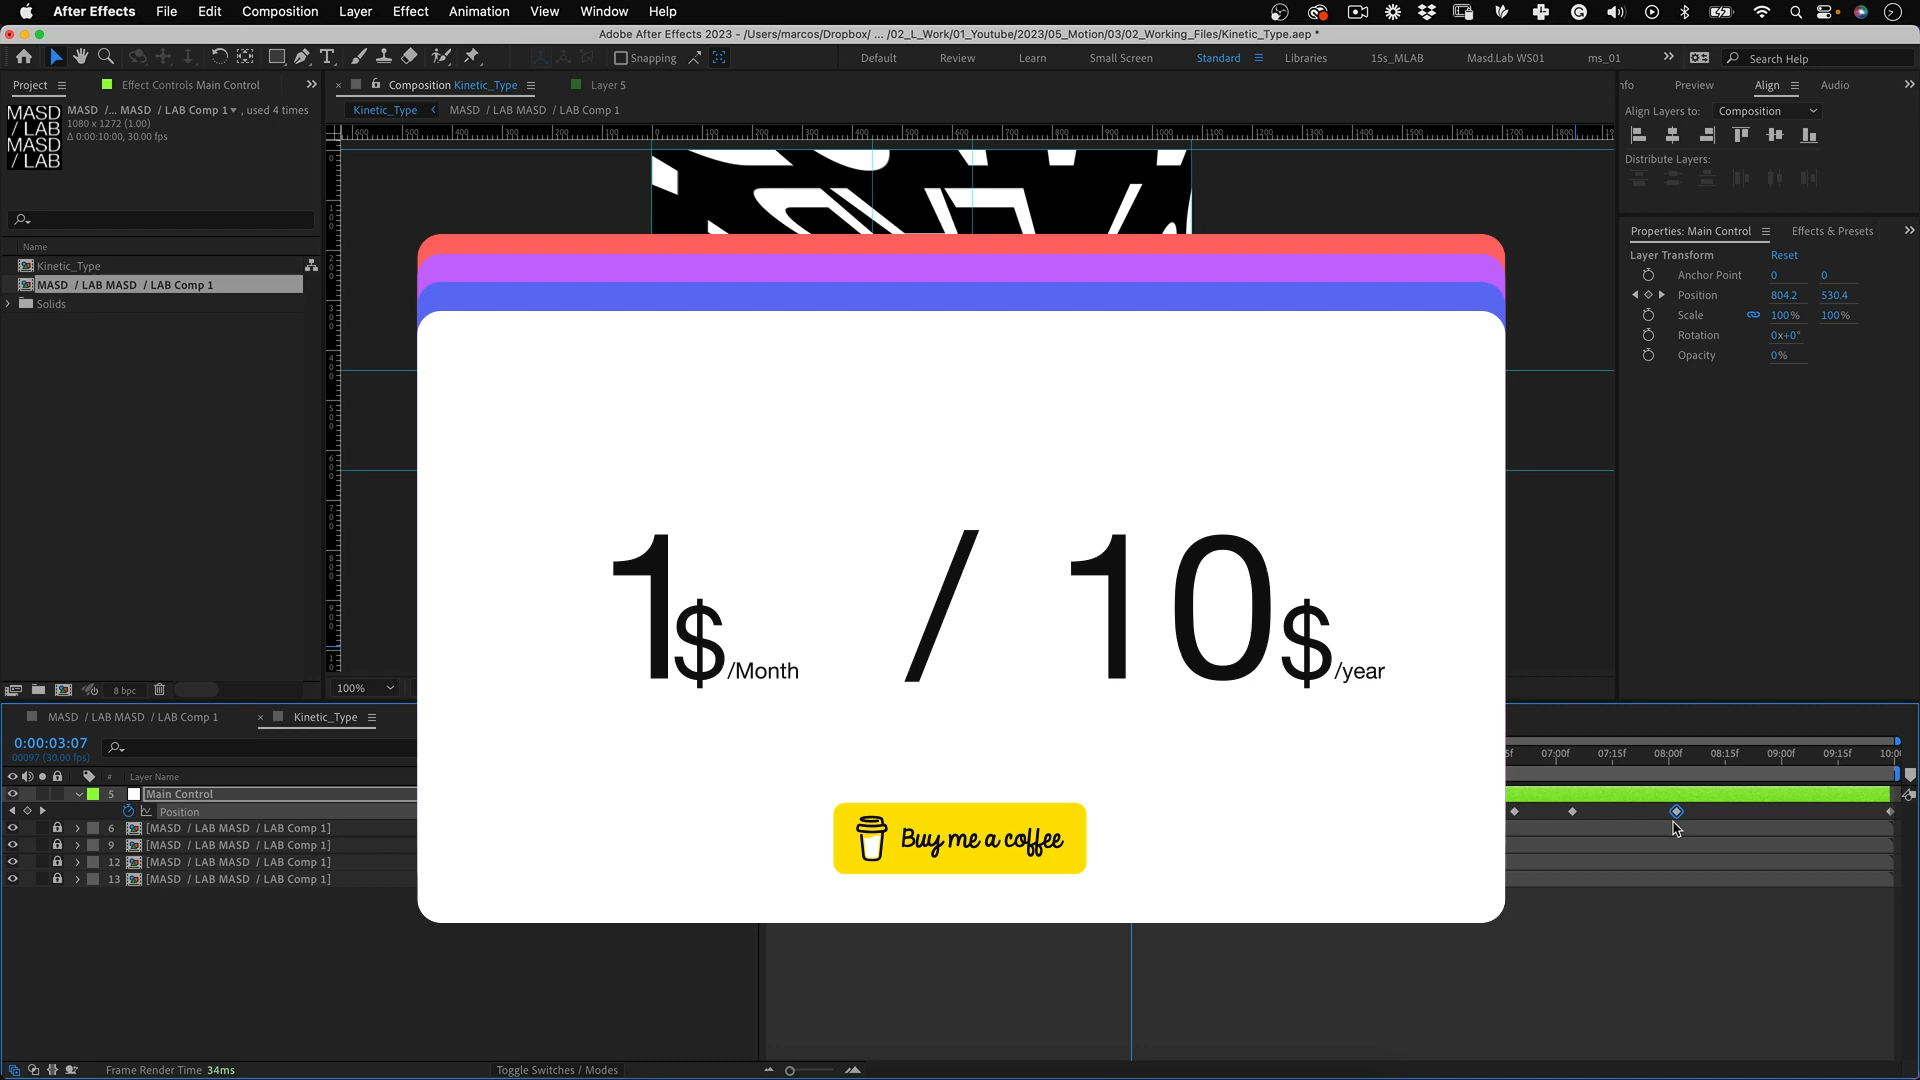 After Effects File Edit Composition Layer Effect Animation View Window Help
Adobe After Effects 2023 - /Users/marcos/Dropbox/ ... /02_L_Work/01_Youtube/2023/05_Motion/03/02_Working_Files/Kinetic_Type.aep *
Snapping Default Review Learn Small Screen Standard Libraries 15s_MLAB Masd.Lab WS01 ms_01 Search Help
Project Effect Controls Main Control Composition Kinetic_Type Layer 5 Preview Align Audio
MASD /... MASD / LAB Comp 1 , used 4 times
1080 x 1272 (1.00)
Δ 0:00:10:00, 30.00 fps
MASD
/ LAB
MASD
/ LAB
Kinetic_Type MASD / LAB MASD / LAB Comp 1
Align Layers to: Composition
Distribute Layers:
Name
Kinetic_Type
MASD / LAB MASD / LAB Comp 1
Solids
Properties: Main Control Effects & Presets
Layer Transform Reset
Anchor Point 0 0
Position 804.2 530.4
Scale 100% 100%
Rotation 0x+0°
Opacity 0%
1$/Month / 10$/year
Buy me a coffee
8 bpc 100%
MASD / LAB MASD / LAB Comp 1 Kinetic_Type
0:00:03:07
00097 (30.00 fps)
07:00f 07:15f 08:00f 08:15f 09:00f 09:15f
# Layer Name
5 Main Control
Position
6 [MASD / LAB MASD / LAB Comp 1]
9 [MASD / LAB MASD / LAB Comp 1]
12 [MASD / LAB MASD / LAB Comp 1]
13 [MASD / LAB MASD / LAB Comp 1]
Frame Render Time 34ms Toggle Switches / Modes